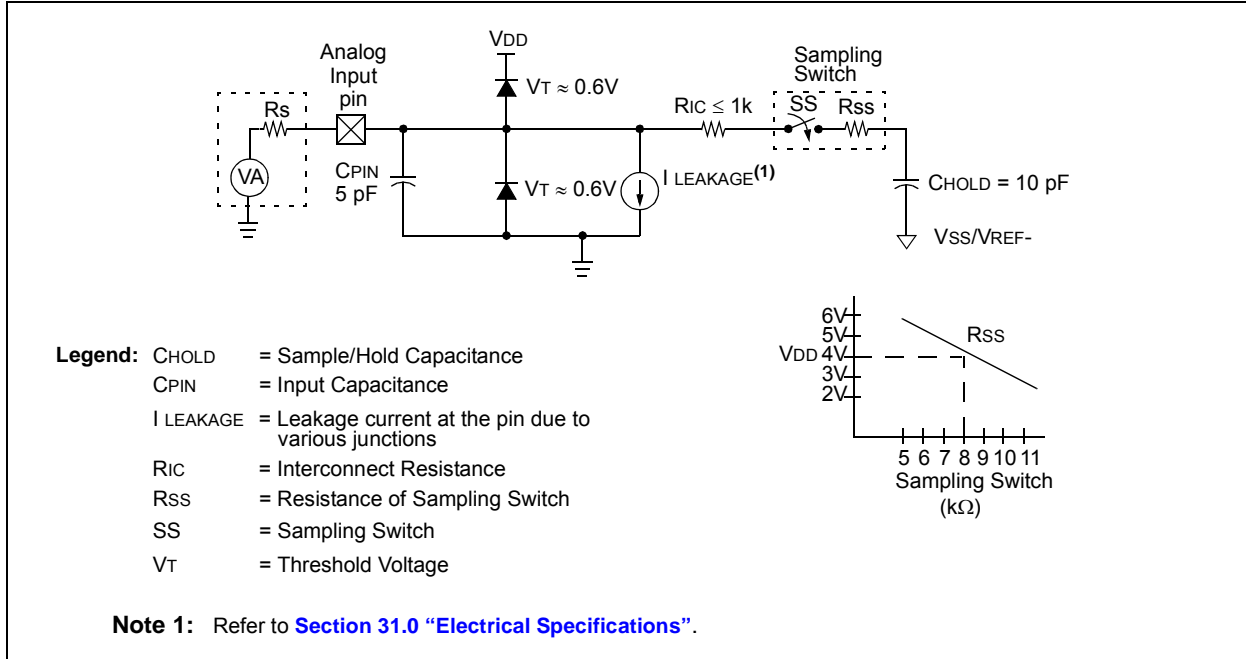 VDD
Analog
Input
pin
Sampling
Switch
VT ≈ 0.6V
Rs
RIC ≤ 1k
SS
Rss
VA
CPIN
5 pF
VT ≈ 0.6V
I LEAKAGE(1)
CHOLD = 10 pF
VSS/VREF-
6V
5V
VDD 4V
3V
2V
RSS
5 6 7 8 9 10 11
Sampling Switch
(kΩ)
Legend: CHOLD = Sample/Hold Capacitance
CPIN = Input Capacitance
I LEAKAGE = Leakage current at the pin due to
various junctions
RIC = Interconnect Resistance
RSS = Resistance of Sampling Switch
SS = Sampling Switch
VT = Threshold Voltage
Note 1: Refer to Section 31.0 “Electrical Specifications”.